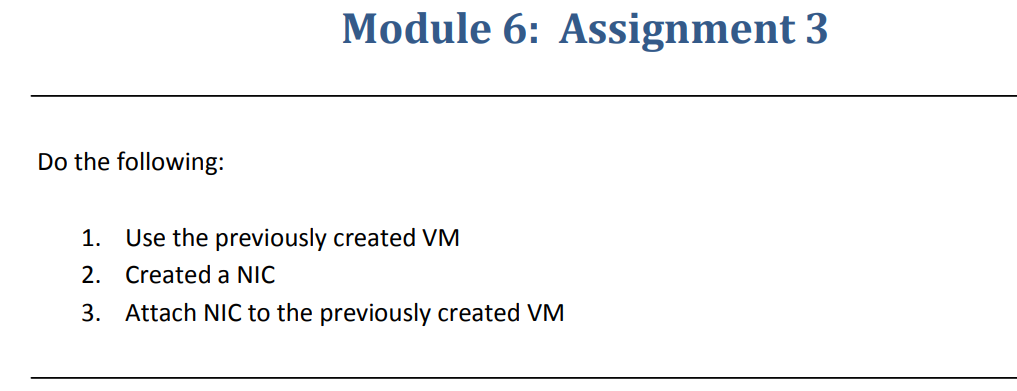 Module 6: Assignment 3
Do the following:
1. Use the previously created VM
2. Created a NIC
3. Attach NIC to the previously created VM